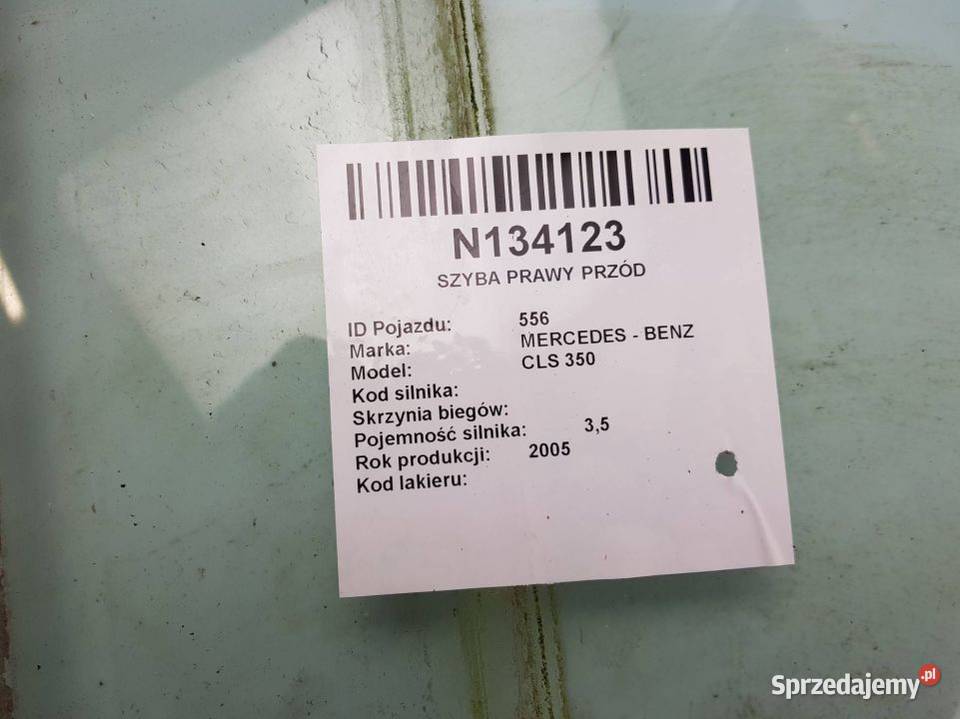 N134123
SZYBA PRAWY PRZÓD
ID Pojazdu: 556
Marka: MERCEDES - BENZ
Model: CLS 350
Kod silnika:
Skrzynia biegów:
Pojemność silnika: 3,5
Rok produkcji: 2005
Kod lakieru:
Sprzedajemy.pl